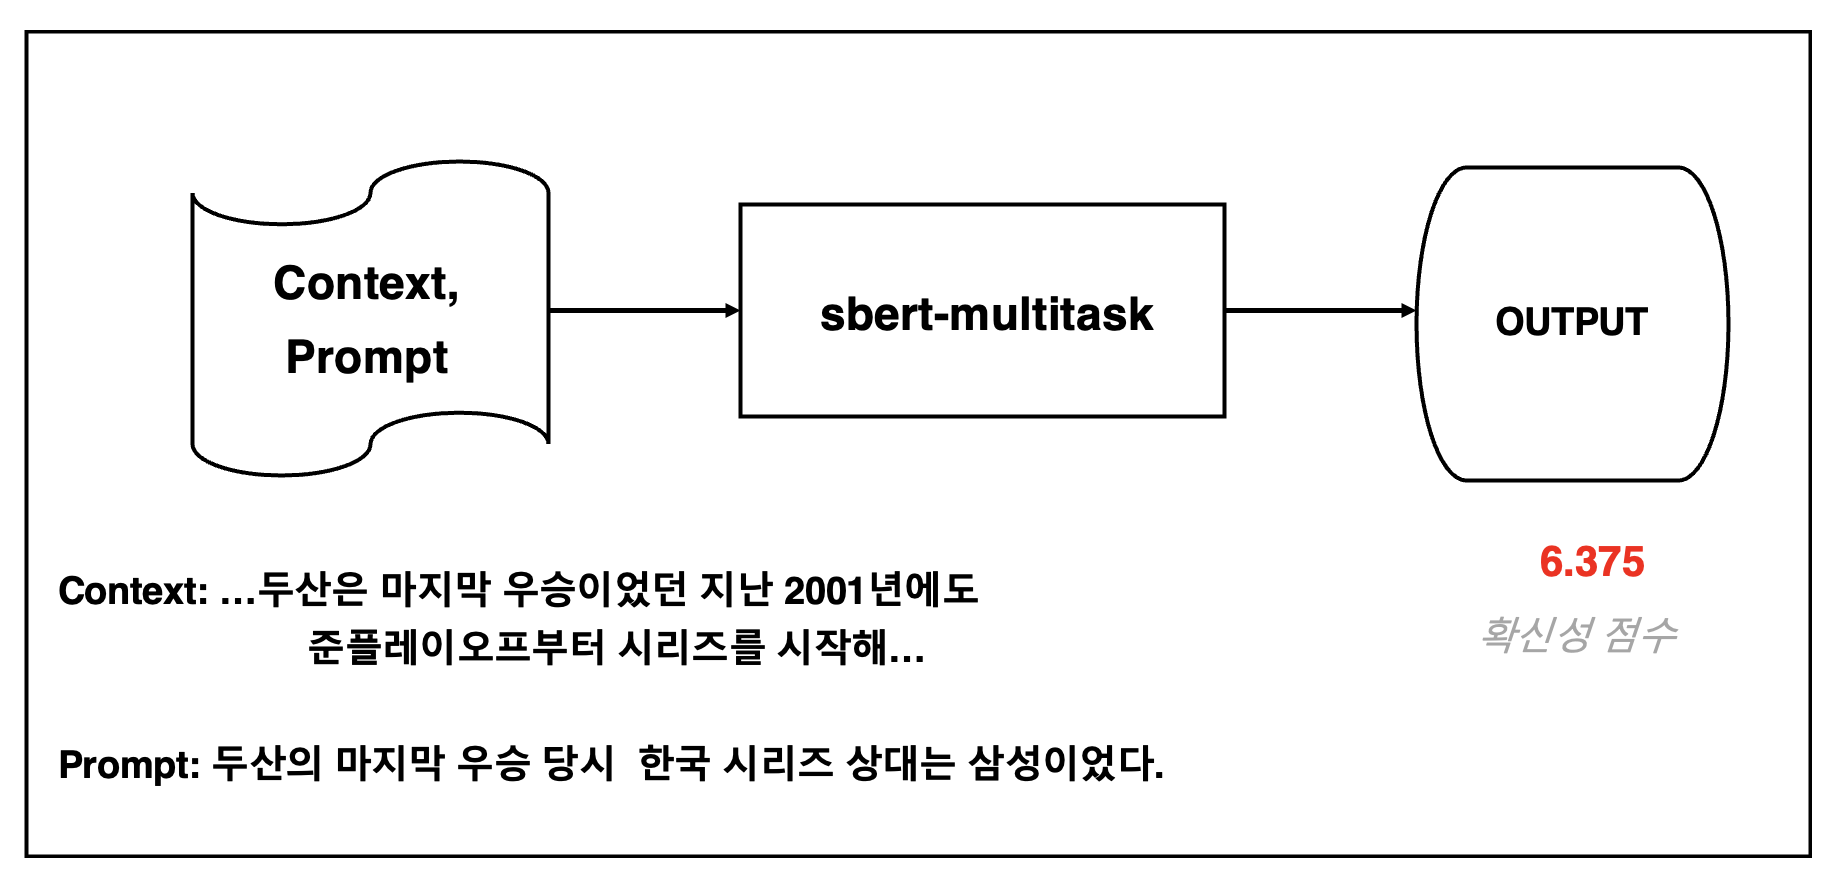 Context,
Prompt
sbert-multitask
OUTPUT
6.375
확신성 점수
Context: ...두산은 마지막 우승이었던 지난 2001년에도
준플레이오프부터 시리즈를 시작해...
Prompt: 두산의 마지막 우승 당시  한국 시리즈 상대는 삼성이었다.